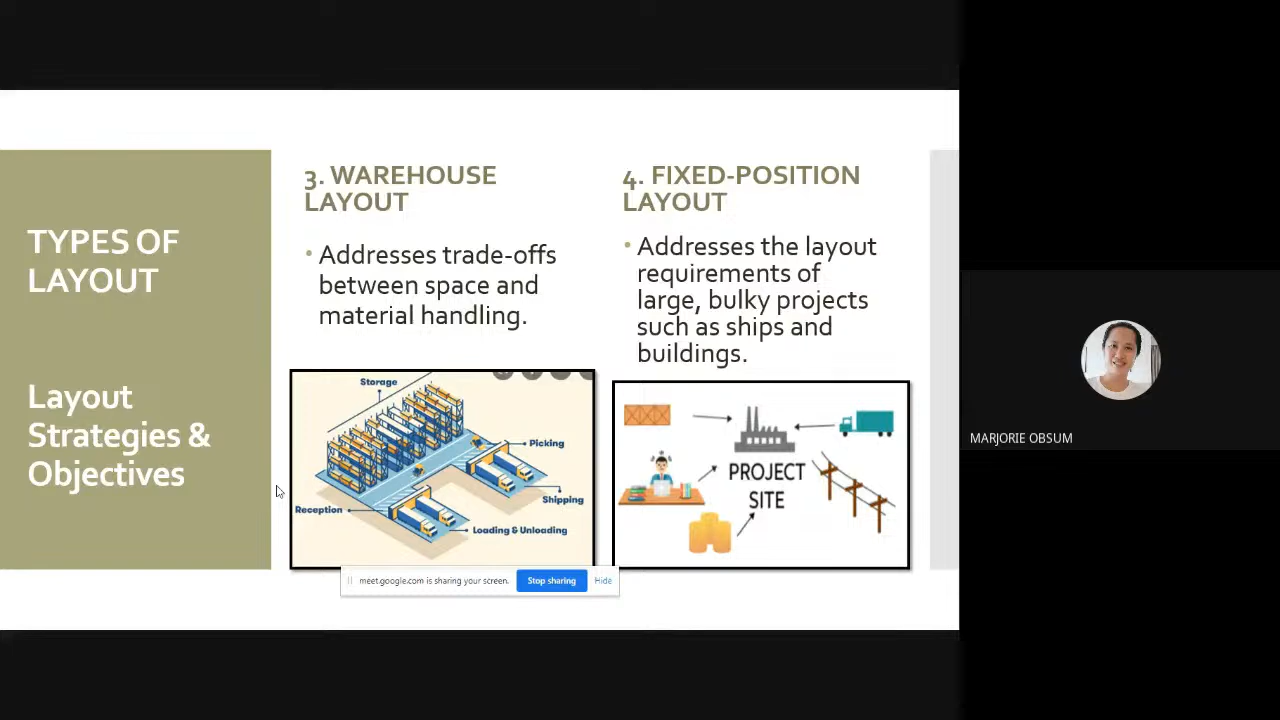 TYPES OF
LAYOUT
Layout
Strategies &
Objectives
3. WAREHOUSE
LAYOUT
• Addresses trade-offs
between space and
material handling.
Storage
Picking
Shipping
Reception
Loading & Unloading
4. FIXED-POSITION
LAYOUT
• Addresses the layout
requirements of
large, bulky projects
such as ships and
buildings.
PROJECT
SITE
meet.google.com is sharing your screen.
Stop sharing
Hide
MARJORIE OBSUM